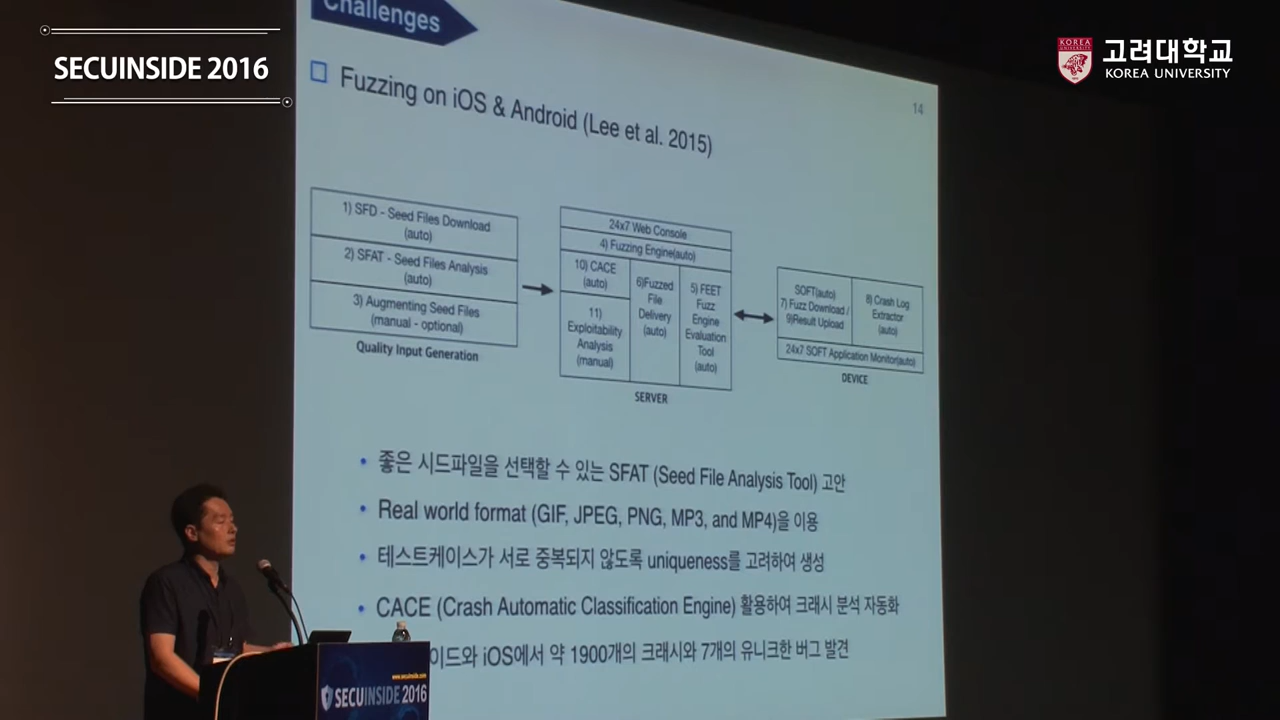 SECUINSIDE 2016
KOREA
UNIVERSITY
고려대학교
KOREA UNIVERSITY
Challenges
14
Fuzzing on iOS & Android (Lee et al. 2015)
1) SFD - Seed Files Download
(auto)
2) SFAT - Seed Files Analysis
(auto)
3) Augmenting Seed Files
(manual - optional)
Quality Input Generation
24x7 Web Console
4) Fuzzing Engine(auto)
10) CACE
(auto)
11)
Exploitability
Analysis
(manual)
6)Fuzzed
File
Delivery
(auto)
5) FEET
Fuzz
Engine
Evaluation
Tool
(auto)
SERVER
SOFT(auto)
7) Fuzz Download /
9)Result Upload
8) Crash Log
Extractor
(auto)
24x7 SOFT Application Monitor(auto)
DEVICE
• 좋은 시드파일을 선택할 수 있는 SFAT (Seed File Analysis Tool) 고안
• Real world format (GIF, JPEG, PNG, MP3, and MP4)을 이용
• 테스트케이스가 서로 중복되지 않도록 uniqueness를 고려하여 생성
• CACE (Crash Automatic Classification Engine) 활용하여 크래시 분석 자동화
이드와 iOS에서 약 1900개의 크래시와 7개의 유니크한 버그 발견
www.secuinside.com
SECUINSIDE 2016